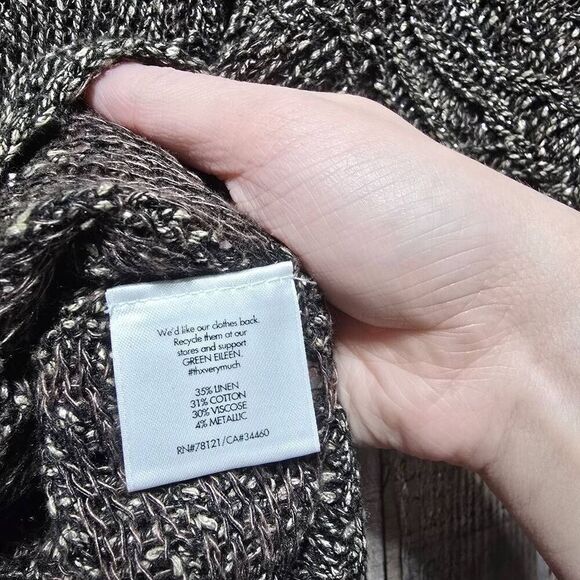 We'd like our clothes back.
Recycle them at our
stores and support
GREEN EILEEN.
#thxverymuch
35% LINEN
31% COTTON
30% VISCOSE
4% METALLIC
RN#78121/CA#34460